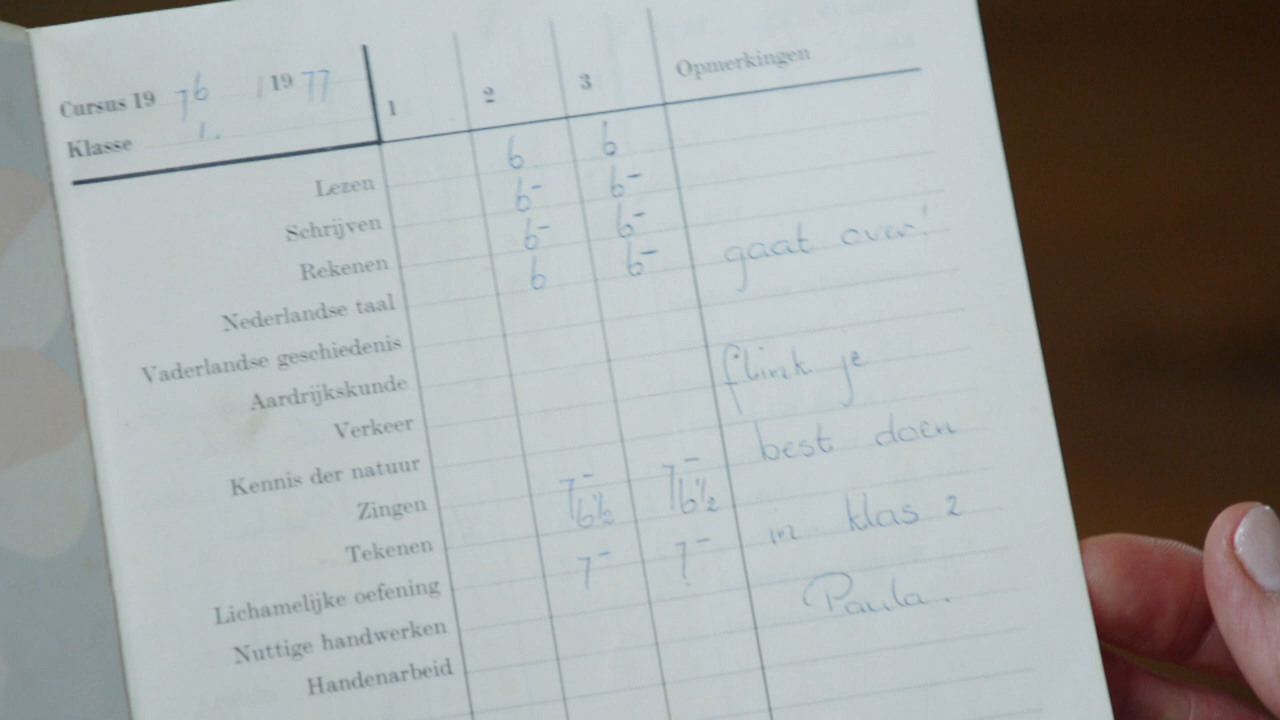 Cursus 19 76 / 19 77 1 2 3 Opmerkingen
Klasse 1.
Lezen 6 6
Schrijven 6- 6-
Rekenen 6- 6-
Nederlandse taal 6 6- gaat over!
Vaderlandse geschiedenis
Aardrijkskunde flink je
Verkeer
Kennis der natuur best doen
Zingen 7- 7-
Tekenen 6½ 6½ in klas 2
Lichamelijke oefening 7- 7-
Nuttige handwerken Paula.
Handenarbeid